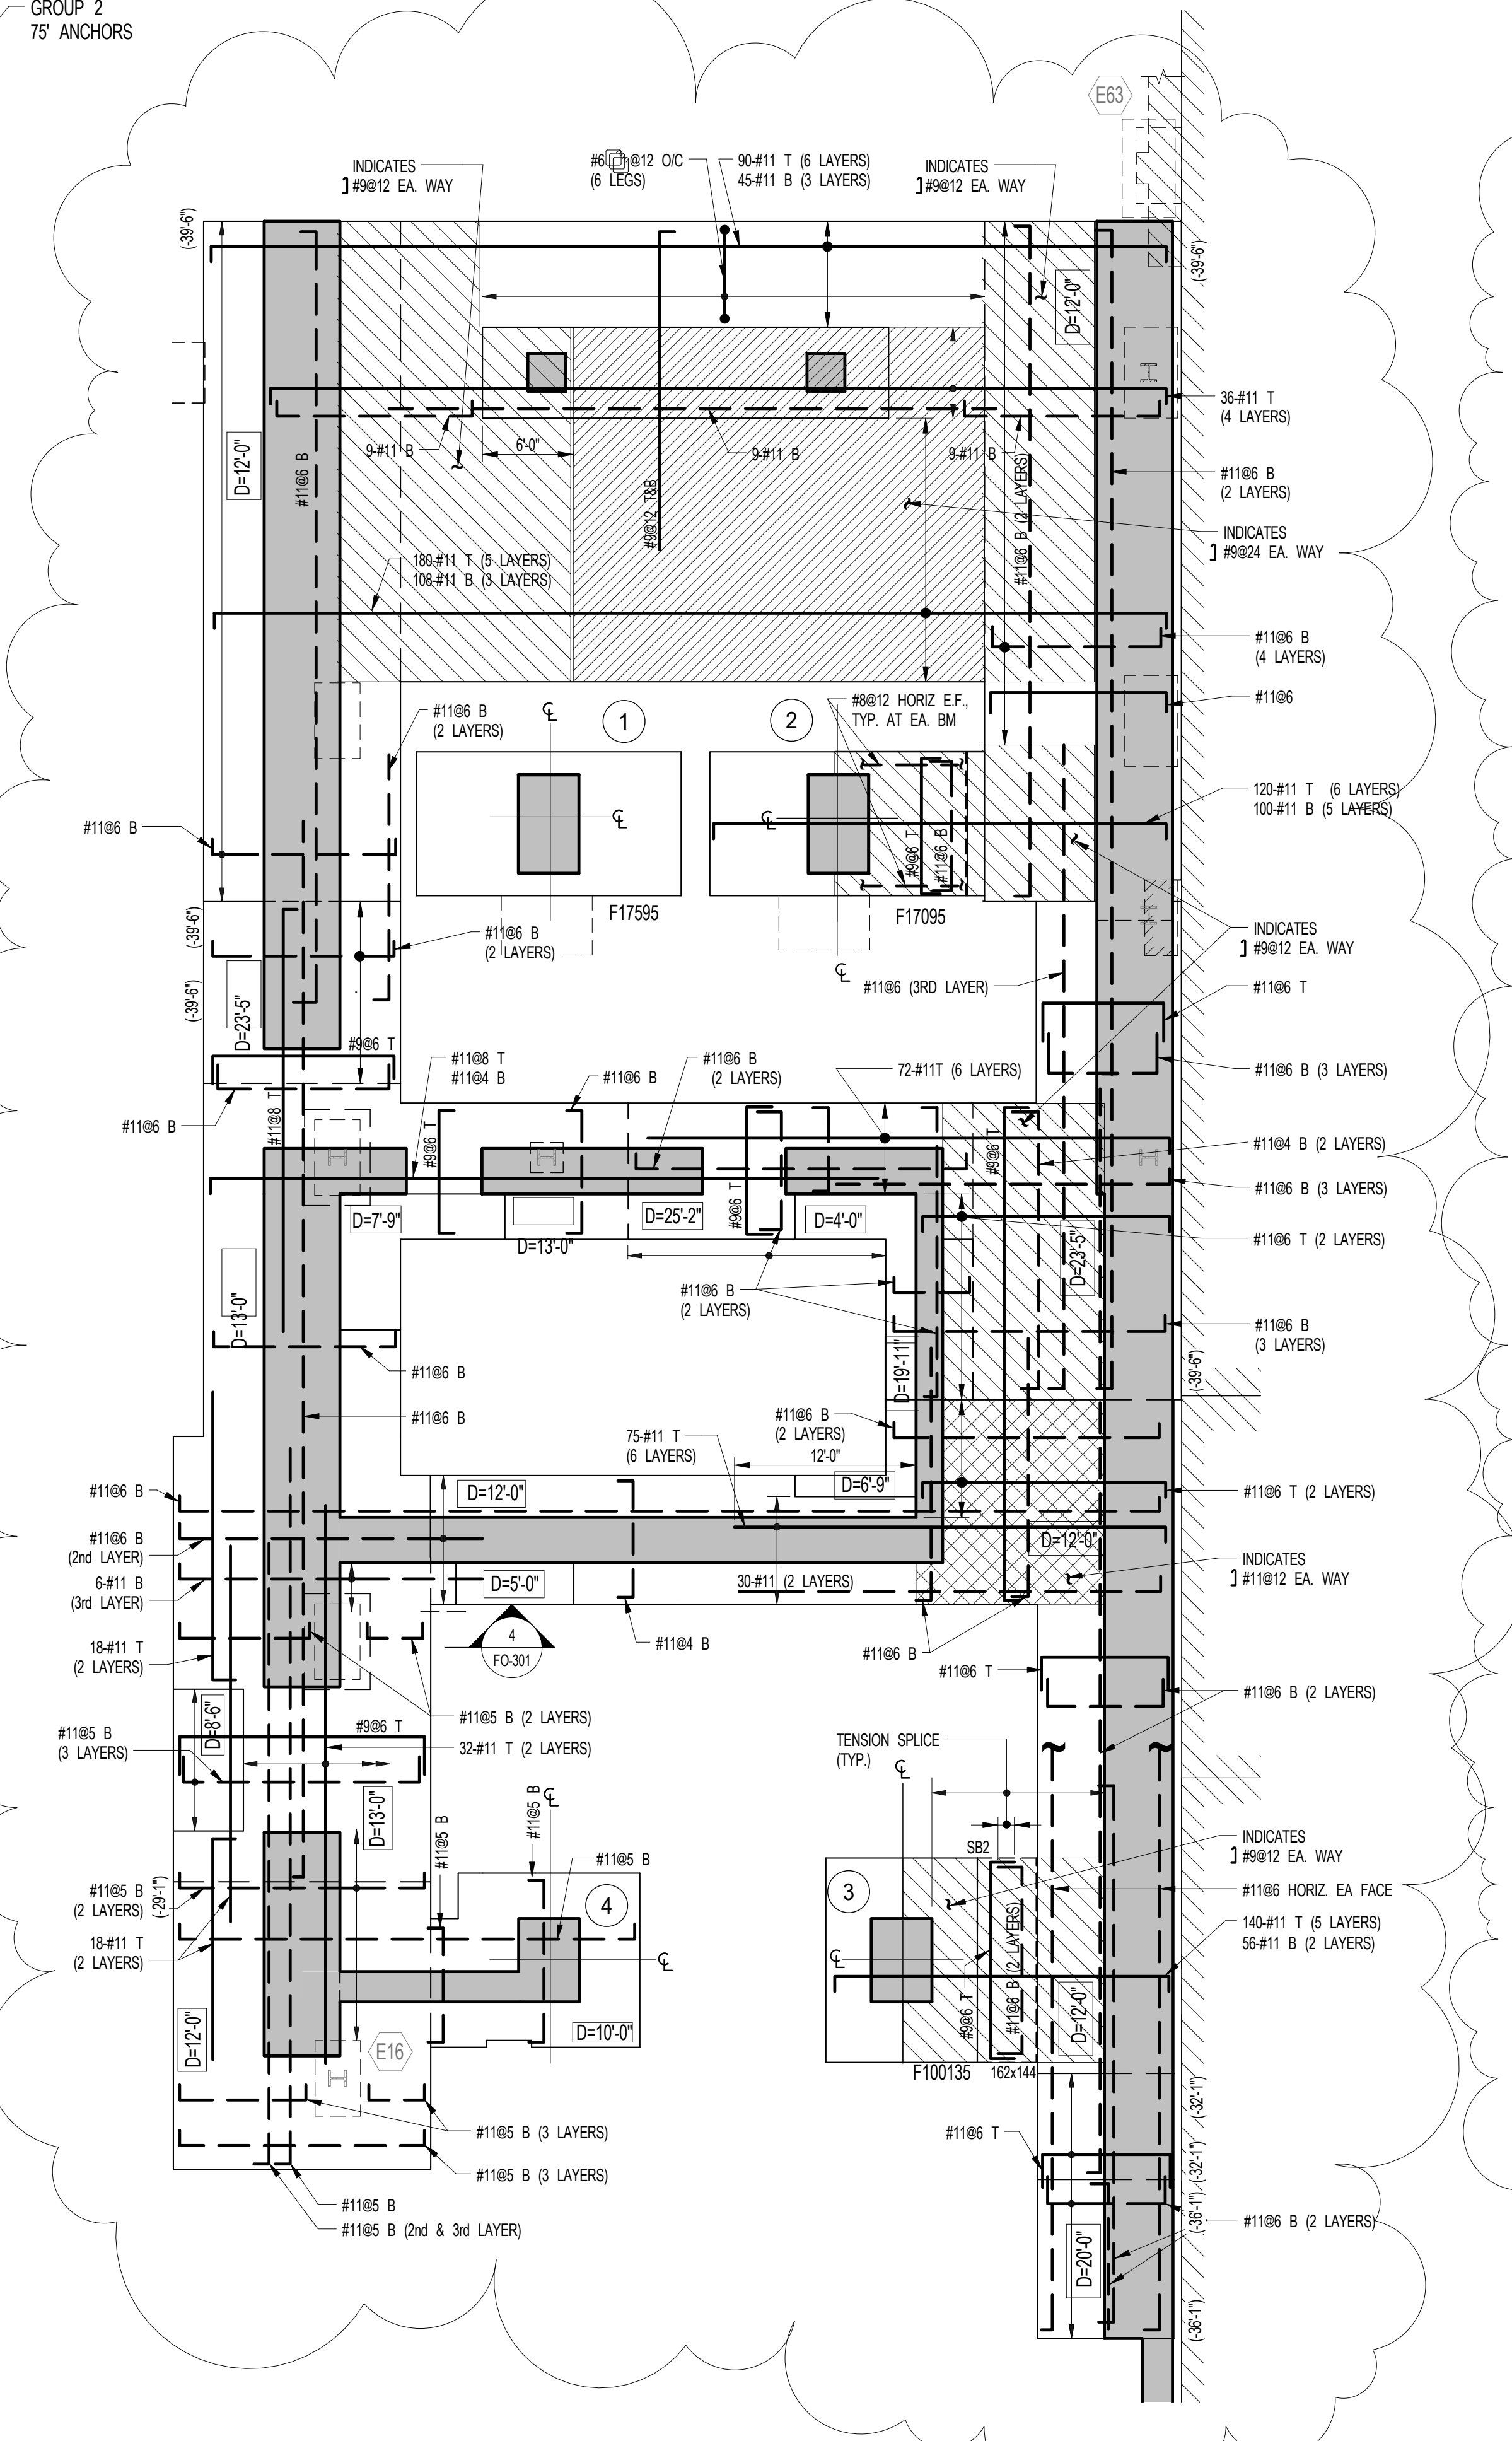 GROUP 2
75' ANCHORS
E63
INDICATES
#9@12 EA. WAY
#6 @12 O/C
(6 LEGS)
90-#11 T (6 LAYERS)
45-#11 B (3 LAYERS)
INDICATES
#9@12 EA. WAY
(-39'-6")
(-39'-6")
D=12'-0"
D=12'-0"
#11@6 B
9-#11 B
6'-0"
9-#11 B
9-#11 B
#9@12 T&B
#11@6 B (2 LAYERS)
36-#11 T
(4 LAYERS)
#11@6 B
(2 LAYERS)
INDICATES
#9@24 EA. WAY
180-#11 T (5 LAYERS)
108-#11 B (3 LAYERS)
#11@6 B
(4 LAYERS)
#11@6
#11@6 B
(2 LAYERS)
℄
1
2
#8@12 HORIZ E.F.,
TYP. AT EA. BM
120-#11 T (6 LAYERS)
100-#11 B (5 LAYERS)
#11@6 B
℄
℄
#9@6 T
#11@6 B
F17595
F17095
(-39'-6")
(-39'-6")
D=23'-5"
#11@6 B
(2 LAYERS)
℄
INDICATES
#9@12 EA. WAY
#11@6 (3RD LAYER)
#11@6 T
#9@6 T
#11@8 T
#11@4 B
#11@6 B
#11@6 B
(2 LAYERS)
72-#11T (6 LAYERS)
#11@6 B (3 LAYERS)
#11@6 B
#11@8 T
#9@6 T
#9@6 T
#9@6 T
#11@4 B (2 LAYERS)
#11@6 B (3 LAYERS)
D=7'-9"
D=13'-0"
D=25'-2"
D=4'-0"
D=23'-5"
#11@6 T (2 LAYERS)
D=13'-0"
#11@6 B
(2 LAYERS)
#11@6 B
(3 LAYERS)
D=19'-11"
(-39'-6")
#11@6 B
#11@6 B
#11@6 B
(2 LAYERS)
75-#11 T
(6 LAYERS)
12'-0"
D=12'-0"
D=6'-9"
#11@6 B
#11@6 T (2 LAYERS)
#11@6 B
(2nd LAYER)
D=12'-0"
6-#11 B
(3rd LAYER)
D=5'-0"
30-#11 (2 LAYERS)
INDICATES
#11@12 EA. WAY
18-#11 T
(2 LAYERS)
4
FO-301
#11@4 B
#11@6 B
#11@6 T
#11@6 B (2 LAYERS)
D=8'-6"
#9@6 T
#11@5 B (2 LAYERS)
32-#11 T (2 LAYERS)
#11@5 B
(3 LAYERS)
TENSION SPLICE
(TYP.)
℄
℄
D=13'-0"
#11@5 B
#11@5 B
#11@5 B
SB2
INDICATES
#9@12 EA. WAY
#11@5 B
(2 LAYERS)
(-29'-1")
4
3
#11@6 HORIZ. EA FACE
18-#11 T
(2 LAYERS)
140-#11 T (5 LAYERS)
56-#11 B (2 LAYERS)
℄
℄
#9@6 T
#11@6 B (2 LAYERS)
D=12'-0"
D=12'-0"
E16
D=10'-0"
F100135
162x144
(-32'-1")
#11@5 B (3 LAYERS)
#11@6 T
(-32'-1")
#11@5 B (3 LAYERS)
#11@5 B
#11@5 B (2nd & 3rd LAYER)
(-36'-1")
#11@6 B (2 LAYERS)
D=20'-0"
(-36'-1")